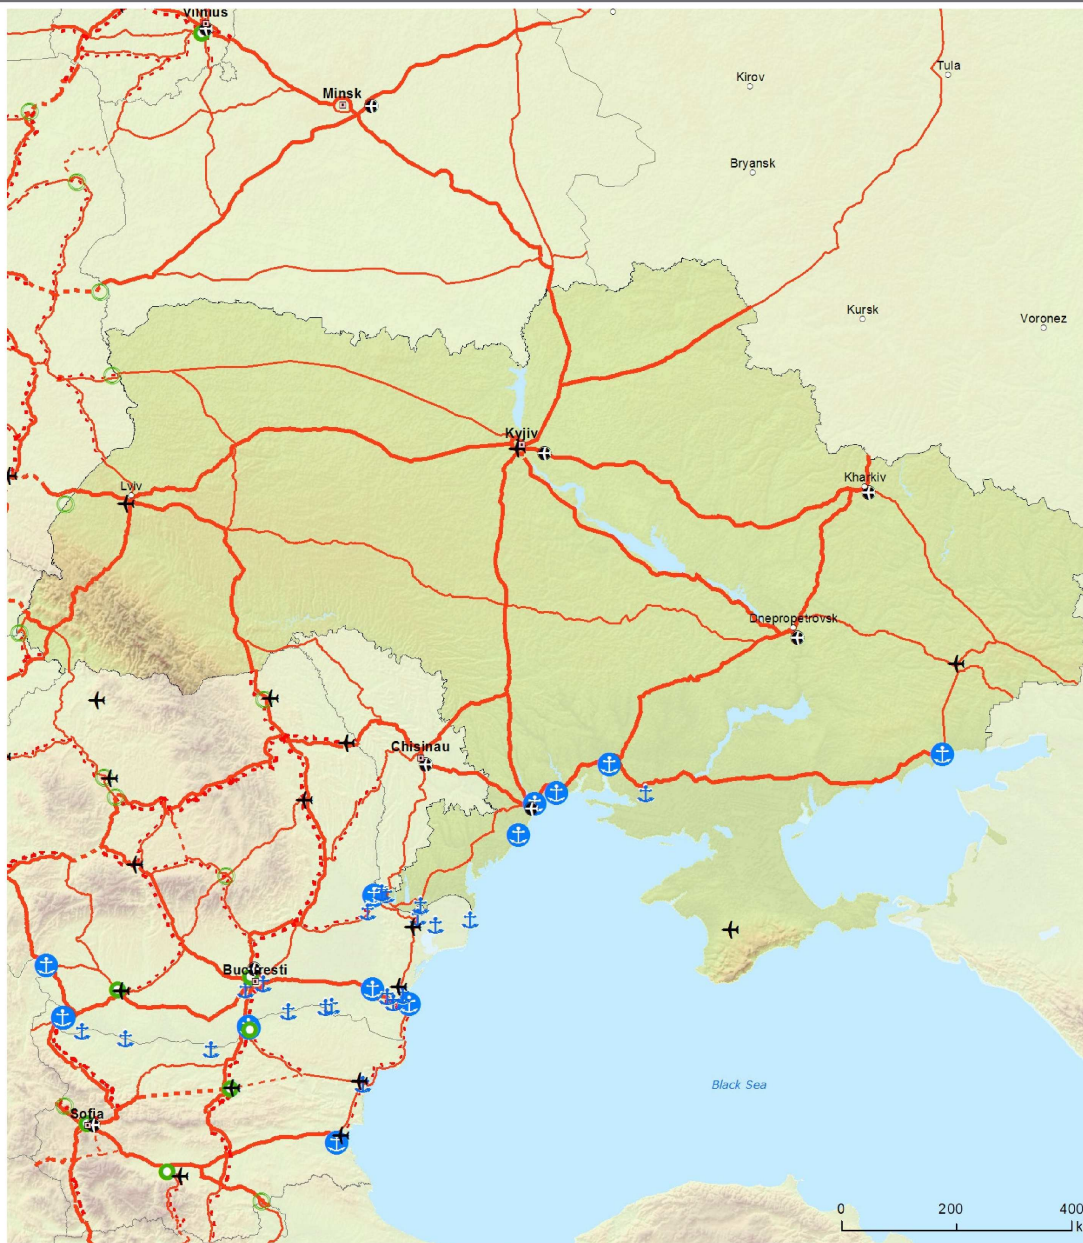 Vilnius
Tula
Kirov
Minsk
Bryansk
Kursk
Voronez
Kyjiv
Kharkiv
Lviv
Dnepropetrovsk
Chisinau
Bucuresti
Black Sea
Sofia
0 200 400
k